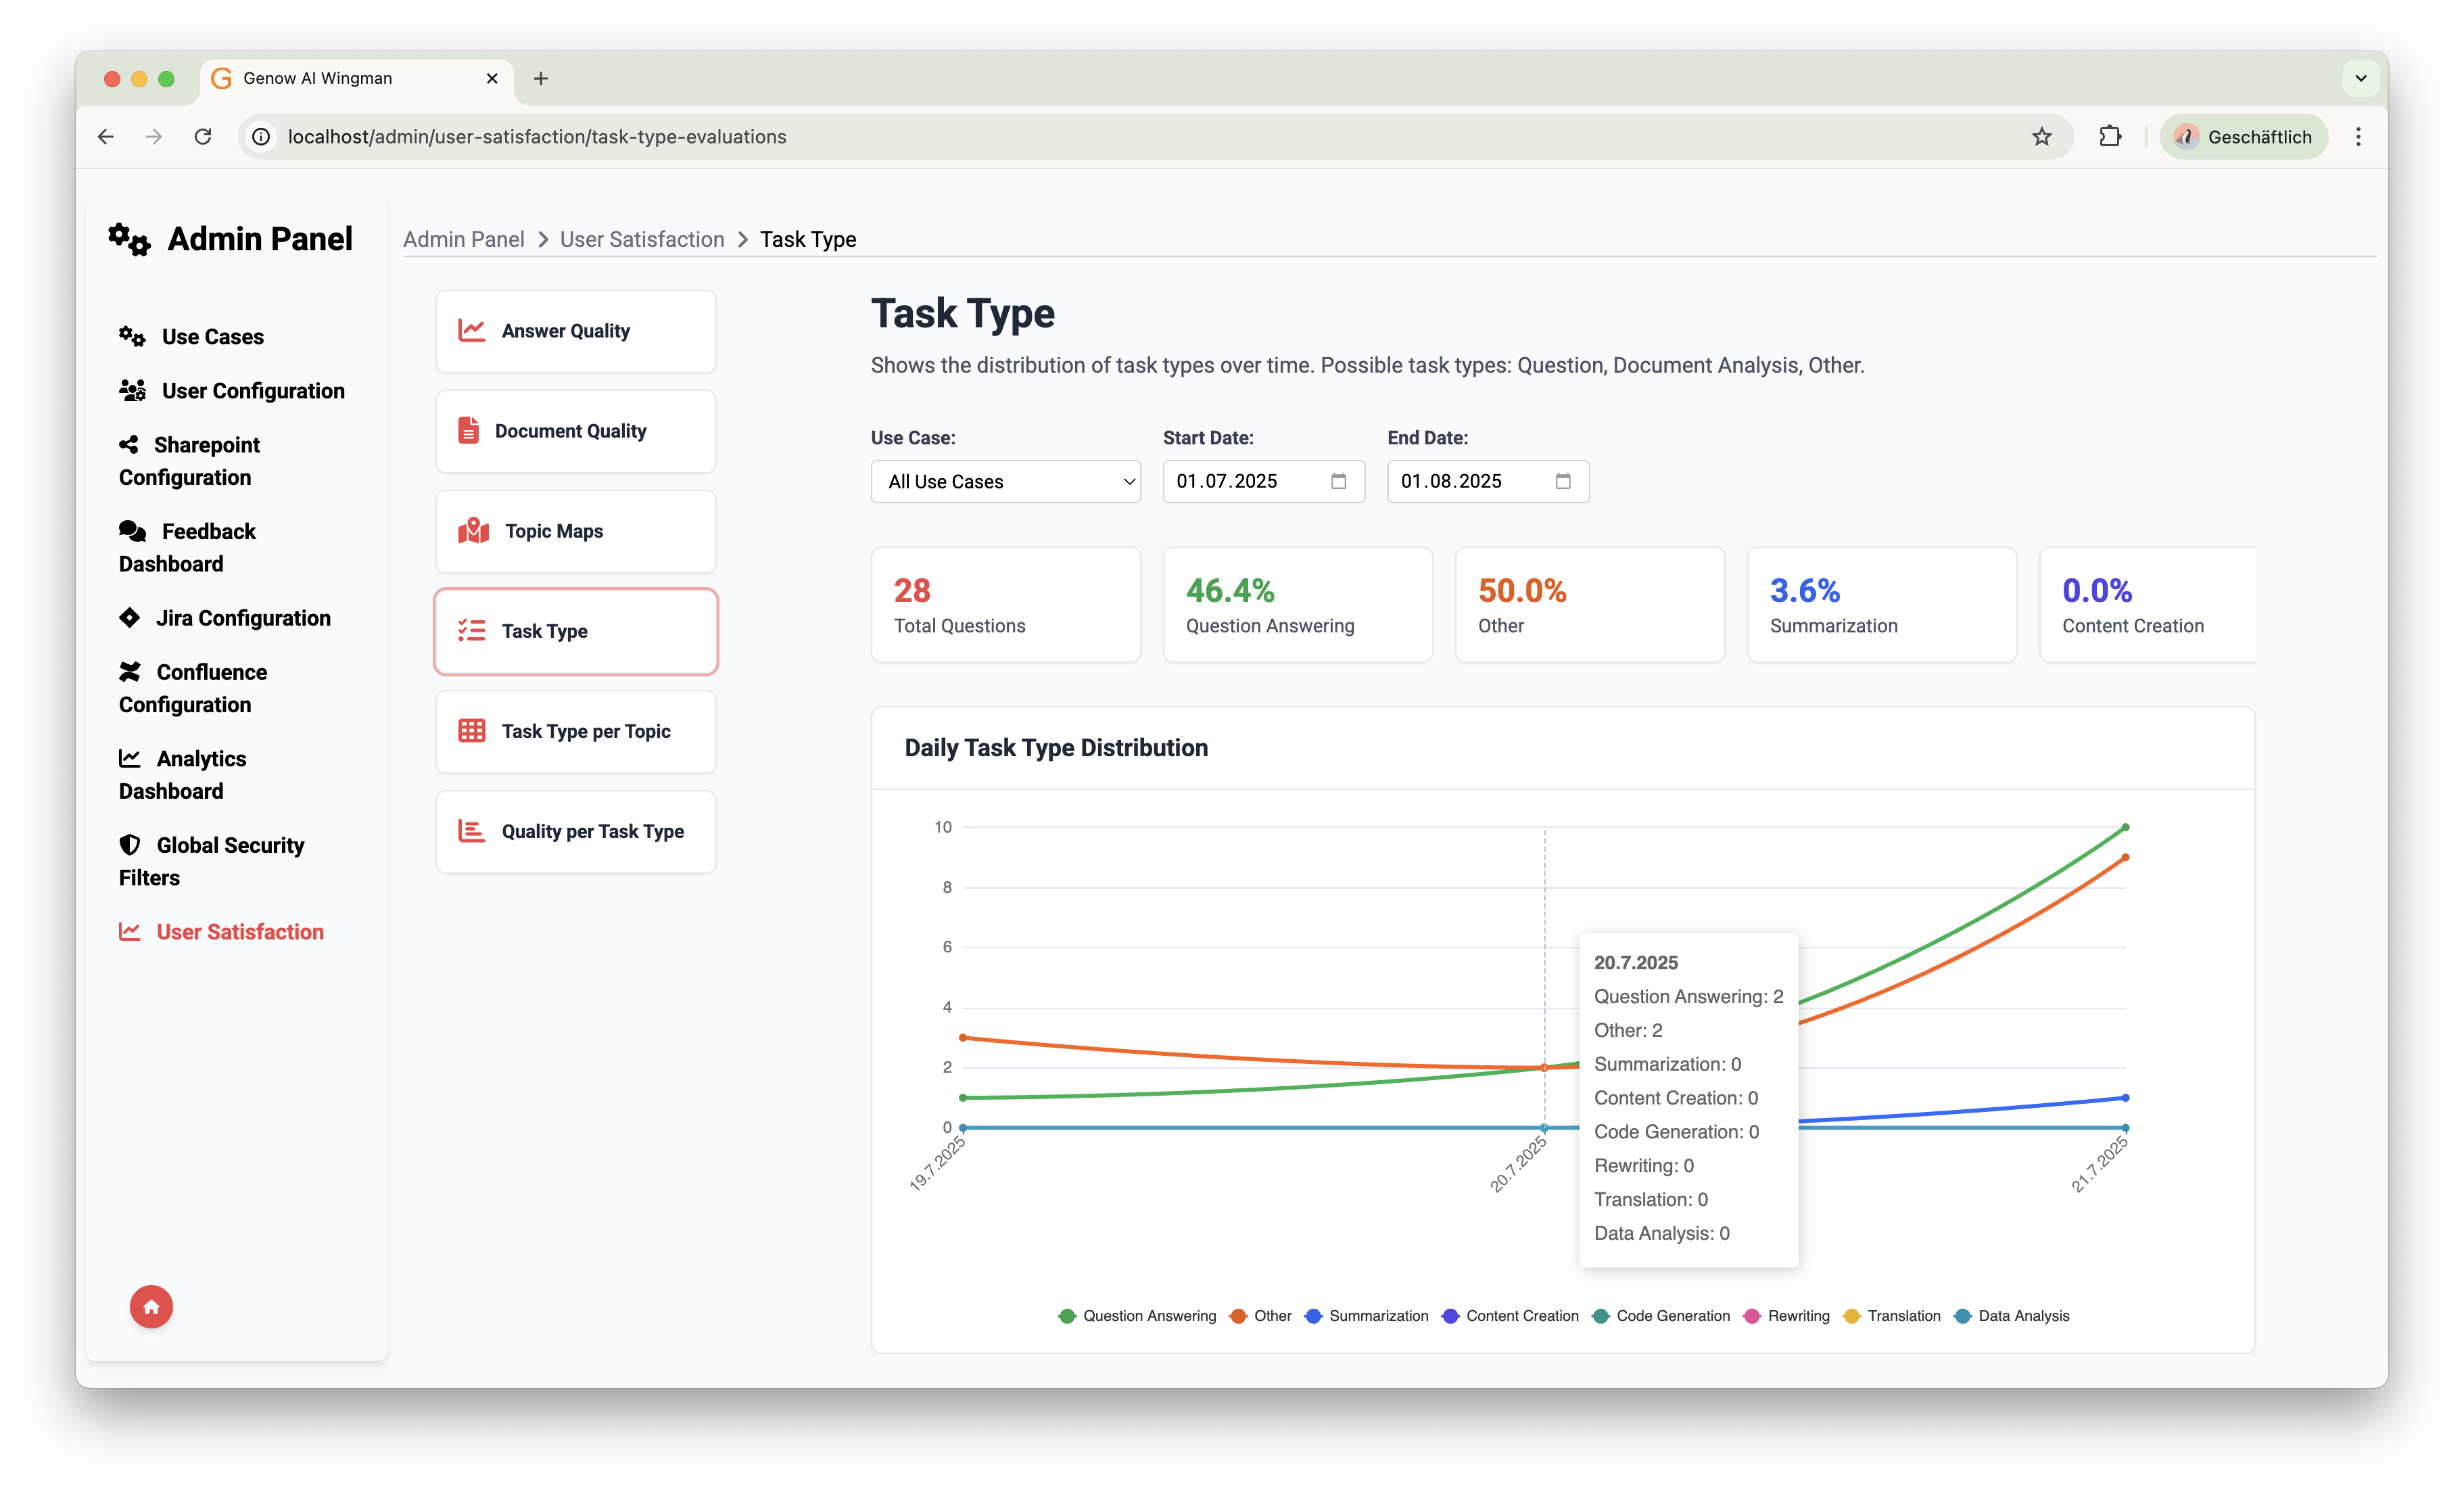 Genow AI Wingman
localhost/admin/user-satisfaction/task-type-evaluations
Geschäftlich
Admin Panel
Use Cases
User Configuration
Sharepoint
Configuration
Feedback
Dashboard
Jira Configuration
Confluence
Configuration
Analytics
Dashboard
Global Security
Filters
User Satisfaction
Admin Panel > User Satisfaction > Task Type
Answer Quality
Document Quality
Topic Maps
Task Type
Task Type per Topic
Quality per Task Type
Task Type
Shows the distribution of task types over time. Possible task types: Question, Document Analysis, Other.
Use Case:
All Use Cases
Start Date:
01.07.2025
End Date:
01.08.2025
28
Total Questions
46.4%
Question Answering
50.0%
Other
3.6%
Summarization
0.0%
Content Creation
Daily Task Type Distribution
10
8
6
4
2
0
19.7.2025
20.7.2025
21.7.2025
20.7.2025
Question Answering: 2
Other: 2
Summarization: 0
Content Creation: 0
Code Generation: 0
Rewriting: 0
Translation: 0
Data Analysis: 0
Question Answering Other Summarization Content Creation Code Generation Rewriting Translation Data Analysis